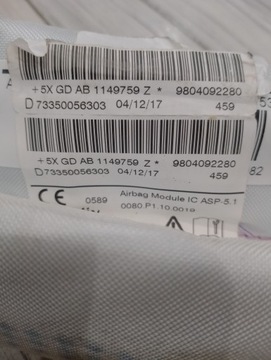 +5X GD AB 1149759 Z * 9804092280
D 73350056303 04/12/17 459
+5X GD AB 1149759 Z * 9804092280
D 73350056303 04/12/17 459
CE 0589 Airbag Module IC ASP-5.1
0080.P1.10.0019